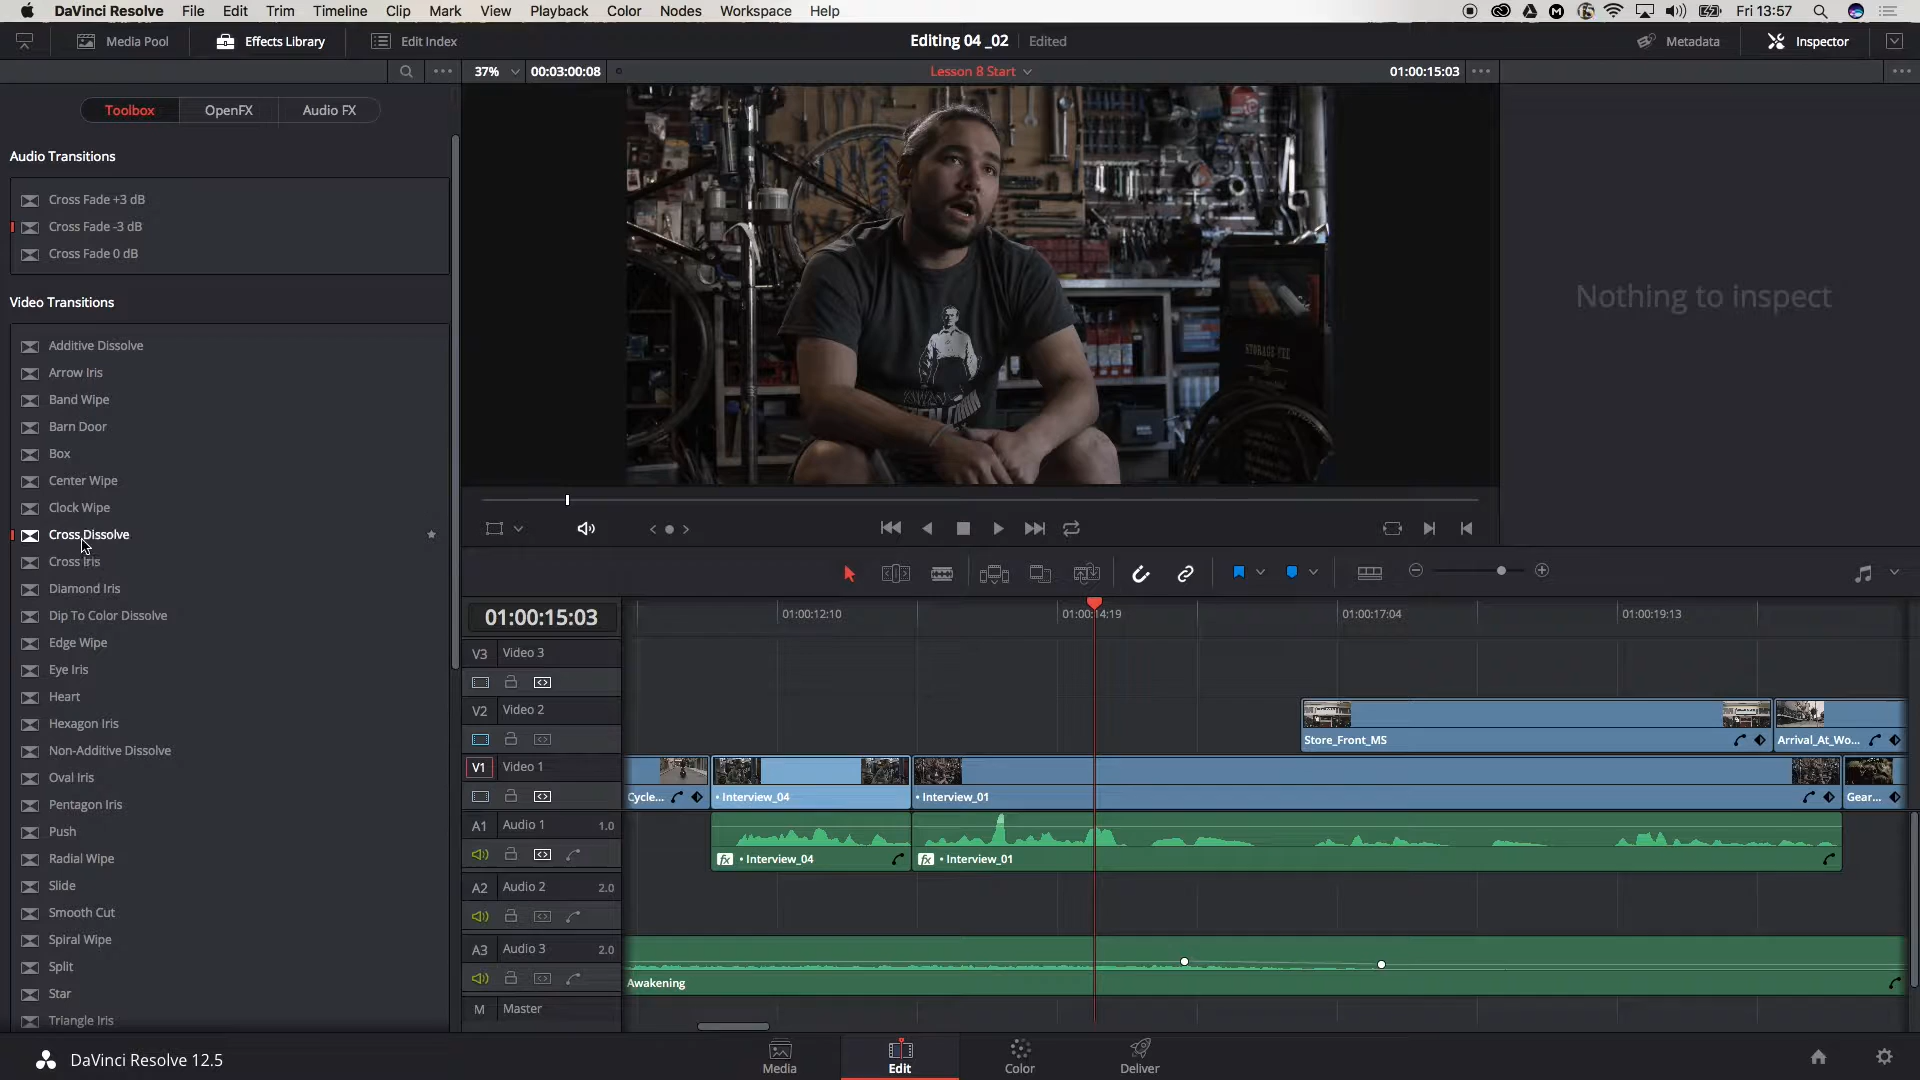 DaVinci Resolve File Edit Trim Timeline Clip Mark View Playback Color Nodes Workspace Help Fri 13:57
Media Pool Effects Library Edit Index Editing 04 _02 Edited Metadata Inspector
37% 00:03:00:08 Lesson 8 Start 01:00:15:03
Toolbox OpenFX Audio FX
Audio Transitions
Cross Fade +3 dB
Cross Fade -3 dB
Cross Fade 0 dB
Video Transitions
Additive Dissolve
Arrow Iris
Band Wipe
Barn Door
Box
Center Wipe
Clock Wipe
Cross Dissolve
Cross Iris
Diamond Iris
Dip To Color Dissolve
Edge Wipe
Eye Iris
Heart
Hexagon Iris
Non-Additive Dissolve
Oval Iris
Pentagon Iris
Push
Radial Wipe
Slide
Smooth Cut
Spiral Wipe
Split
Star
Triangle Iris
Nothing to inspect
01:00:15:03
01:00:12:10 01:00:14:19 01:00:17:04 01:00:19:13
V3 Video 3
V2 Video 2
Store_Front_MS Arrival_At_Wo...
V1 Video 1
Cycle... • Interview_04 • Interview_01 Gear...
A1 Audio 1 1.0
fx • Interview_04 fx • Interview_01
A2 Audio 2 2.0
A3 Audio 3 2.0
Awakening
M Master
DaVinci Resolve 12.5
Media Edit Color Deliver